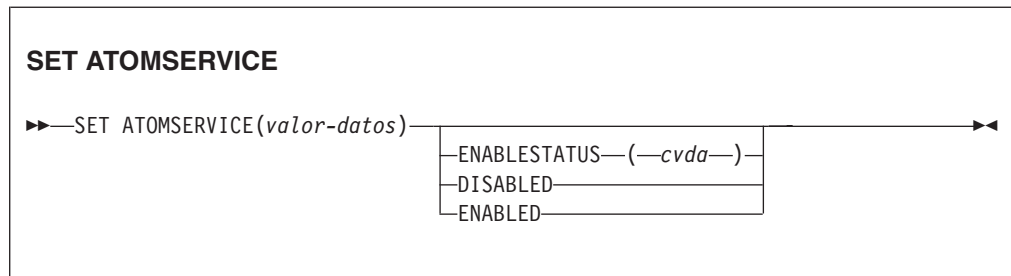 SET ATOMSERVICE
SET ATOMSERVICE(valor-datos)
ENABLESTATUS(cvda)
DISABLED
ENABLED